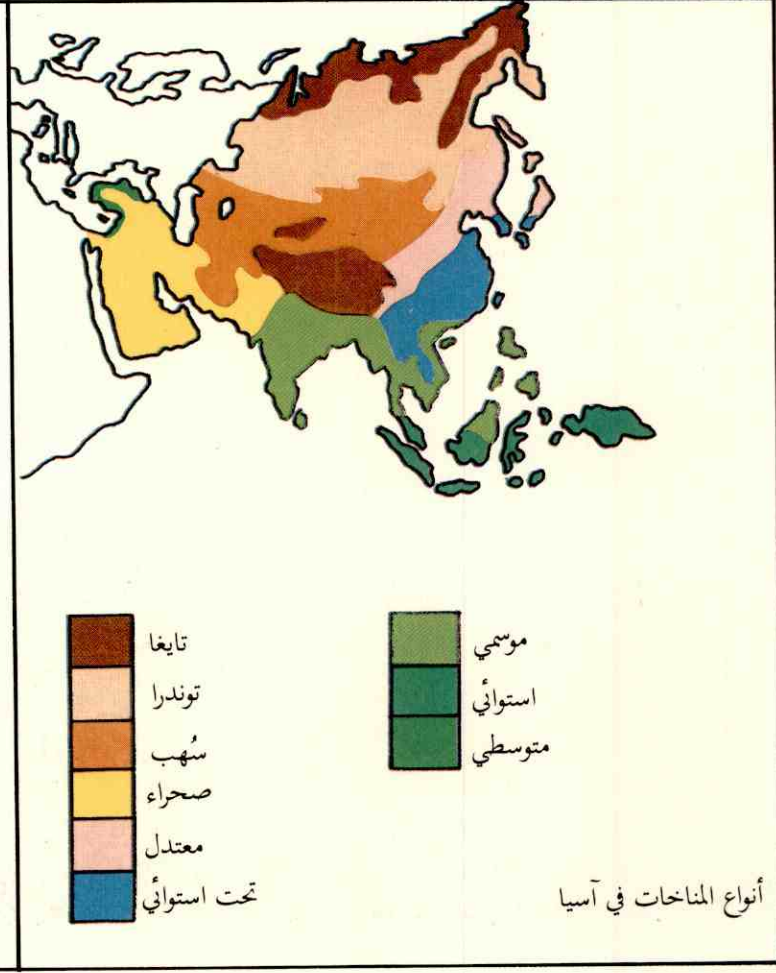 موسمي
استوائي
متوسطي
تايغا
توندرا
سُهب
صحراء
معتدل
تحت استوائي
أنواع المناخات في آسيا